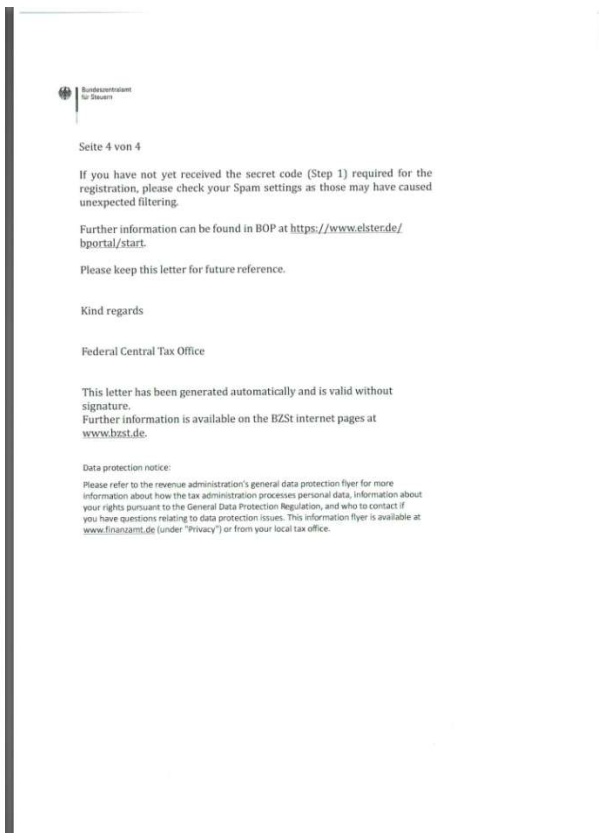 Bundeszentralamt
für Steuern
Seite 4 von 4
If you have not yet received the secret code (Step 1) required for the
registration, please check your Spam settings as those may have caused
unexpected filtering.
Further information can be found in BOP at https://www.elster.de/
bportal/start.
Please keep this letter for future reference.
Kind regards
Federal Central Tax Office
This letter has been generated automatically and is valid without
signature.
Further information is available on the BZSt internet pages at
www.bzst.de.
Data protection notice:
Please refer to the revenue administration's general data protection flyer for more
information about how the tax administration processes personal data, information about
your rights pursuant to the General Data Protection Regulation, and who to contact if
you have questions relating to data protection issues. This information flyer is available at
www.finanzamt.de (under "Privacy") or from your local tax office.